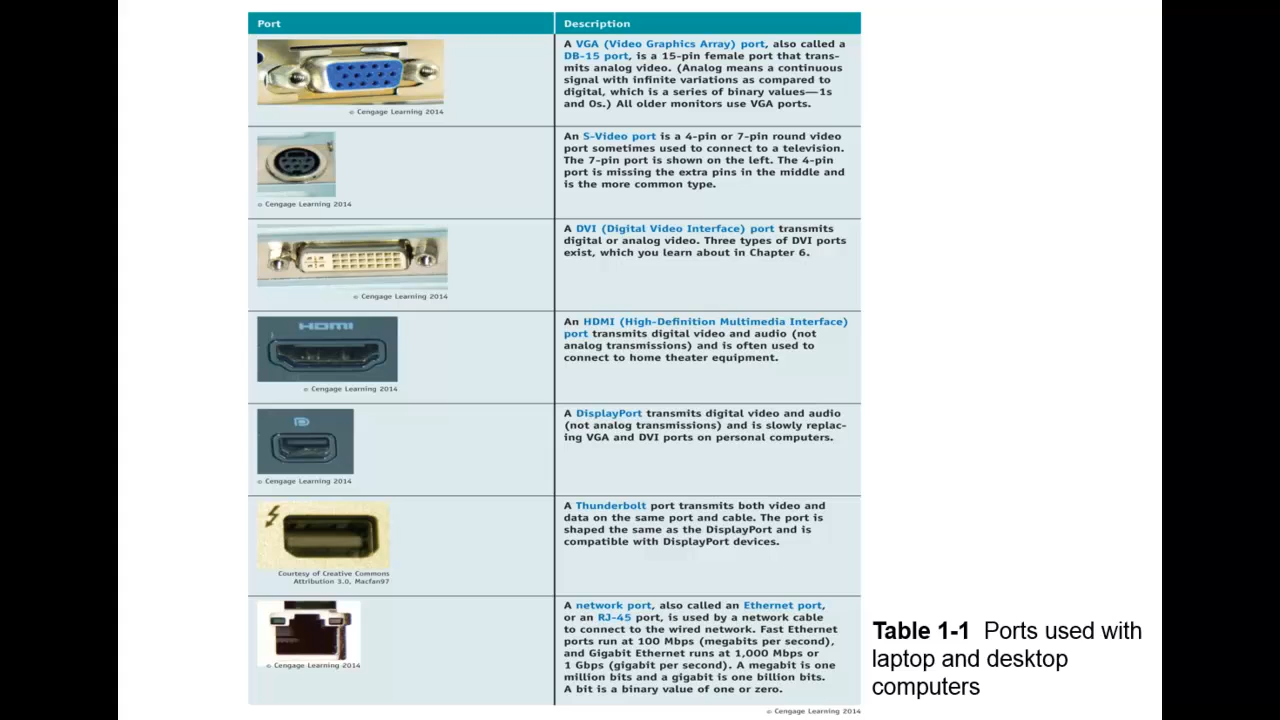 Port
Description
A VGA (Video Graphics Array) port, also called a
DB-15 port, is a 15-pin female port that trans-
mits analog video. (Analog means a continuous
signal with infinite variations as compared to
digital, which is a series of binary values—1s
and 0s.) All older monitors use VGA ports.
© Cengage Learning 2014
An S-Video port is a 4-pin or 7-pin round video
port sometimes used to connect to a television.
The 7-pin port is shown on the left. The 4-pin
port is missing the extra pins in the middle and
is the more common type.
© Cengage Learning 2014
A DVI (Digital Video Interface) port transmits
digital or analog video. Three types of DVI ports
exist, which you learn about in Chapter 6.
© Cengage Learning 2014
HDMI
An HDMI (High-Definition Multimedia Interface)
port transmits digital video and audio (not
analog transmissions) and is often used to
connect to home theater equipment.
© Cengage Learning 2014
A DisplayPort transmits digital video and audio
(not analog transmissions) and is slowly replac-
ing VGA and DVI ports on personal computers.
© Cengage Learning 2014
A Thunderbolt port transmits both video and
data on the same port and cable. The port is
shaped the same as the DisplayPort and is
compatible with DisplayPort devices.
Courtesy of Creative Commons
Attribution 3.0, Macfan97
A network port, also called an Ethernet port,
or an RJ-45 port, is used by a network cable
to connect to the wired network. Fast Ethernet
ports run at 100 Mbps (megabits per second),
and Gigabit Ethernet runs at 1,000 Mbps or
1 Gbps (gigabit per second). A megabit is one
million bits and a gigabit is one billion bits.
A bit is a binary value of one or zero.
© Cengage Learning 2014
© Cengage Learning 2014
Table 1-1 Ports used with
laptop and desktop
computers